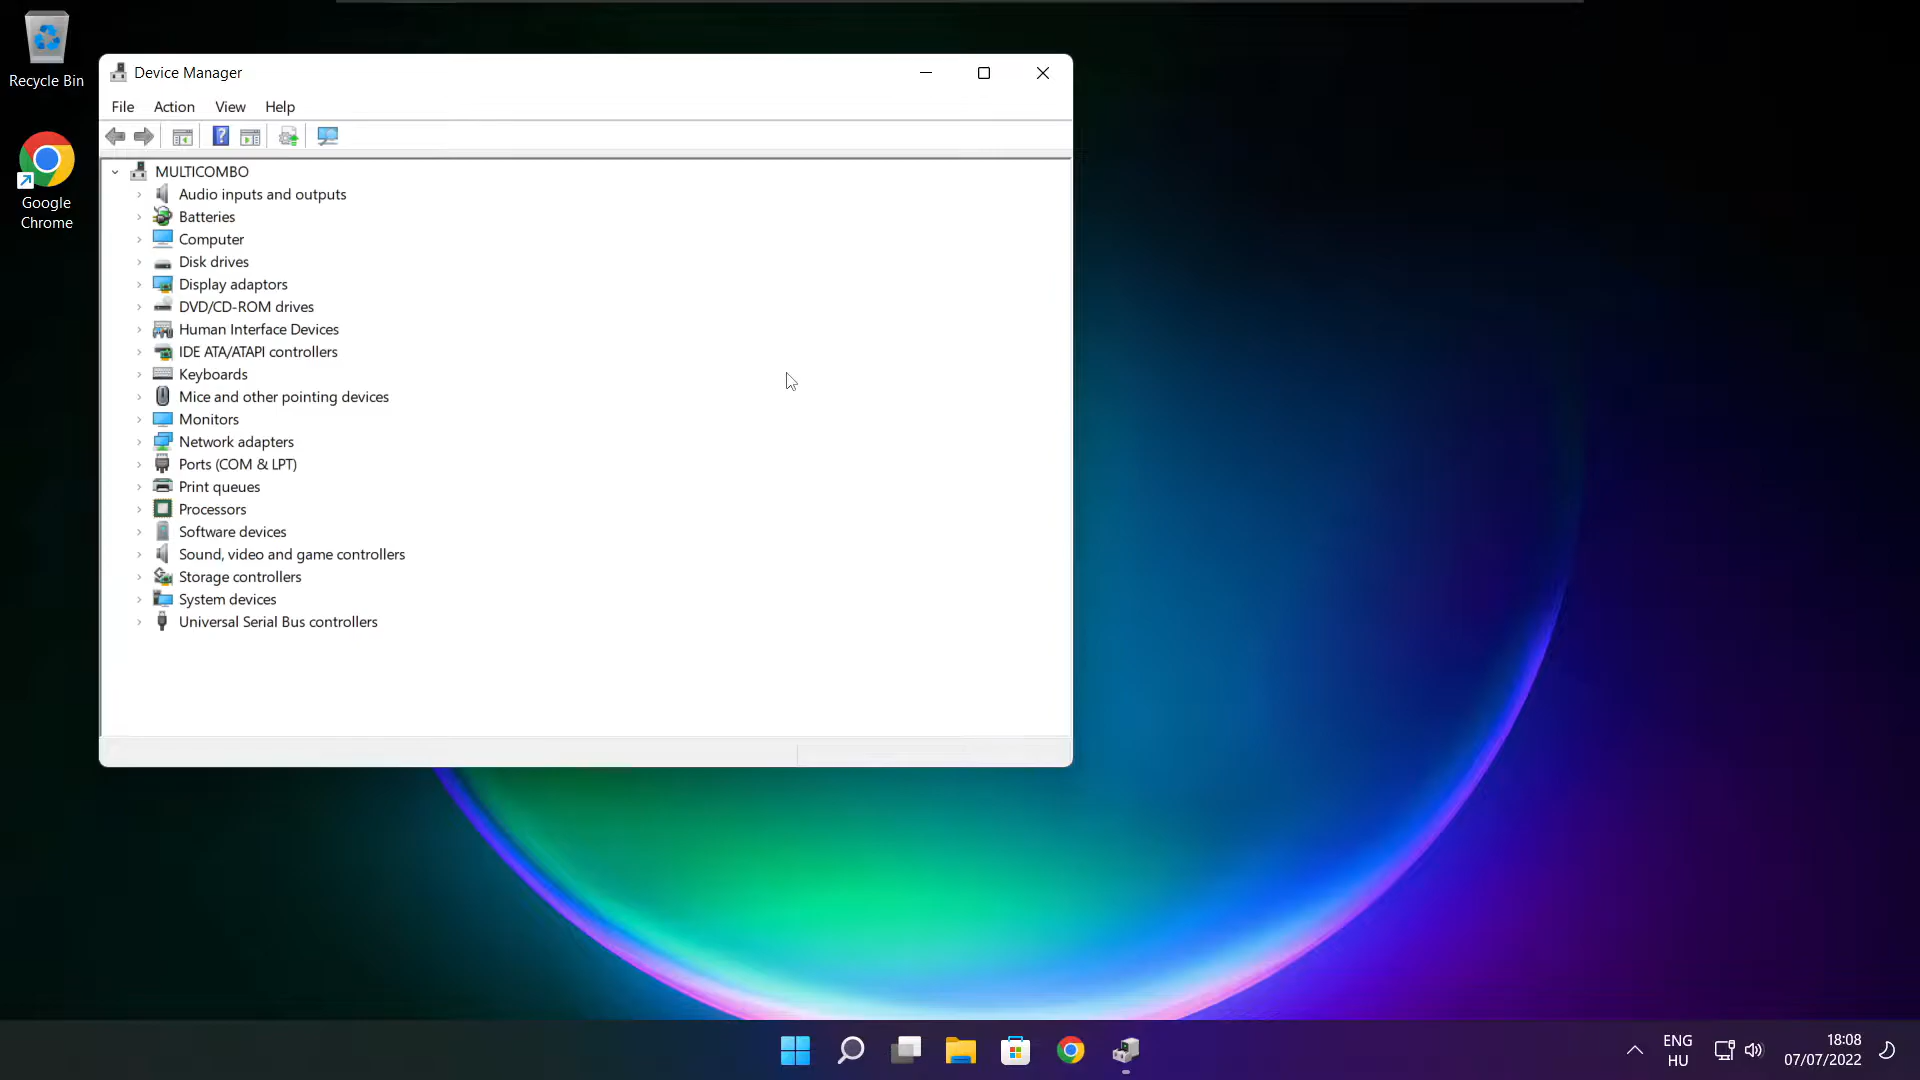 Recycle Bin
Google
Chrome
Device Manager
File Action View Help
?
MULTICOMBO
Audio inputs and outputs
Batteries
Computer
Disk drives
Display adaptors
DVD/CD-ROM drives
Human Interface Devices
IDE ATA/ATAPI controllers
Keyboards
Mice and other pointing devices
Monitors
Network adapters
Ports (COM & LPT)
Print queues
Processors
Software devices
Sound, video and game controllers
Storage controllers
System devices
Universal Serial Bus controllers
ENG
HU
18:08
07/07/2022